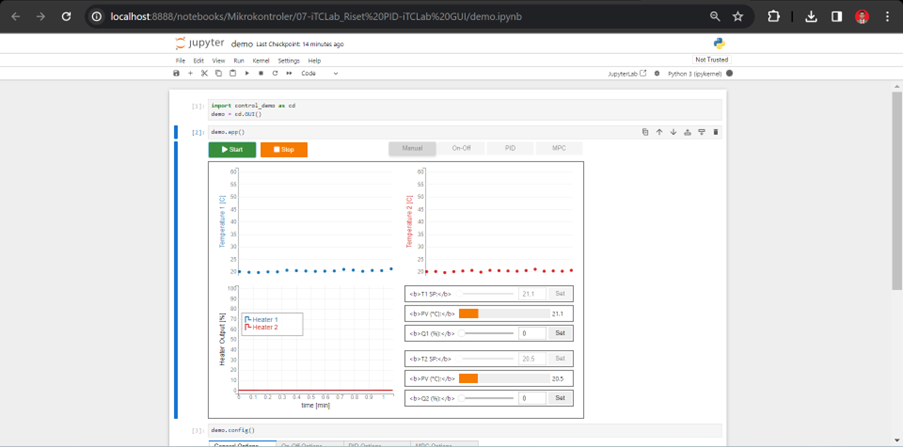 localhost:8888/notebooks/Mikrokontroler/07-iTCLab_Riset%20PID-iTCLab%20GUI/demo.ipynb
jupyter demo Last Checkpoint: 14 minutes ago
File Edit View Run Kernel Settings Help
Not Trusted
Code
JupyterLab
Python 3 (ipykernel)
[1]: import control_demo as cd
demo = cd.GUI()
[2]: demo.app()
Start Stop Manual On-Off PID MPC
Temperature 1 [C]
60
55
50
45
40
35
30
25
20
Temperature 2 [C]
60
55
50
45
40
35
30
25
20
Heater Output [%]
100
90
80
70
60
50
40
30
20
10
0
Heater 1
Heater 2
0 0.1 0.2 0.3 0.4 0.5 0.6 0.7 0.8 0.9 1
time [min]
<b>T1 SP:</b> 21.1 Set
<b>PV (°C):</b> 21.1
<b>Q1 (%):</b> 0 Set
<b>T2 SP:</b> 20.5 Set
<b>PV (°C):</b> 20.5
<b>Q2 (%):</b> 0 Set
[3]: demo.config()
General Options On-Off Options PID Options MPC Options